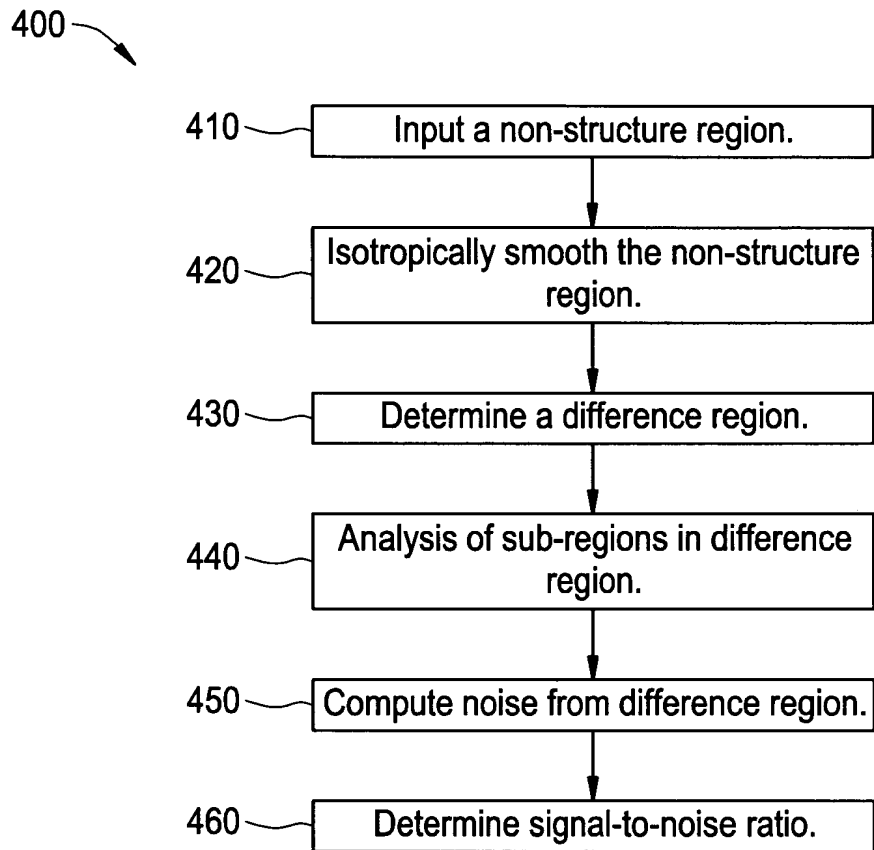 400
410
Input a non-structure region.
420
Isotropically smooth the non-structure
region.
430
Determine a difference region.
440
Analysis of sub-regions in difference
region.
450
Compute noise from difference region.
460
Determine signal-to-noise ratio.